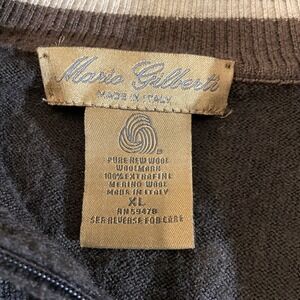 Mario Gilberti
MADE IN ITALY
PURE NEW WOOL
WOOLMARK
100% EXTRAFINE
MERINO WOOL
MADE IN ITALY
XL
RN59478
SEE REVERSE FOR CARE